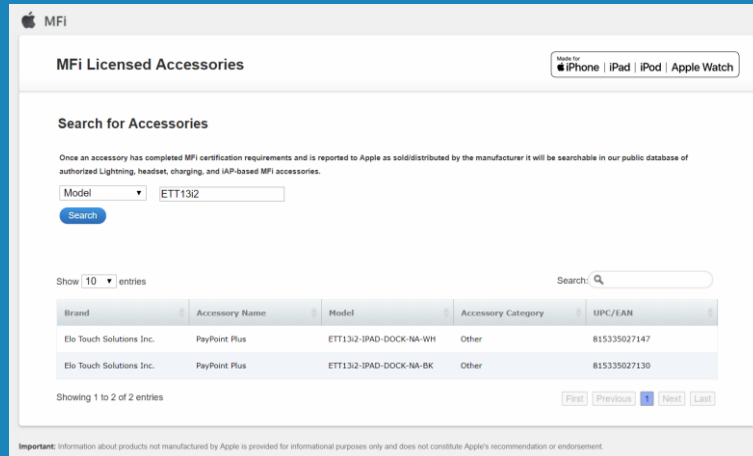 MFi
MFi Licensed Accessories
Made for
iPhone | iPad | iPod | Apple Watch
Search for Accessories
Once an accessory has completed MFi certification requirements and is reported to Apple as sold/distributed by the manufacturer it will be searchable in our public database of
authorized Lightning, headset, charging, and iAP-based MFi accessories.
Model ETT13i2
Search
Show 10 entries Search:
Brand Accessory Name Model Accessory Category UPC/EAN
Elo Touch Solutions Inc. PayPoint Plus ETT13i2-IPAD-DOCK-NA-WH Other 815335027147
Elo Touch Solutions Inc. PayPoint Plus ETT13i2-IPAD-DOCK-NA-BK Other 815335027130
Showing 1 to 2 of 2 entries First Previous 1 Next Last
Important: Information about products not manufactured by Apple is provided for informational purposes only and does not constitute Apple's recommendation or endorsement.